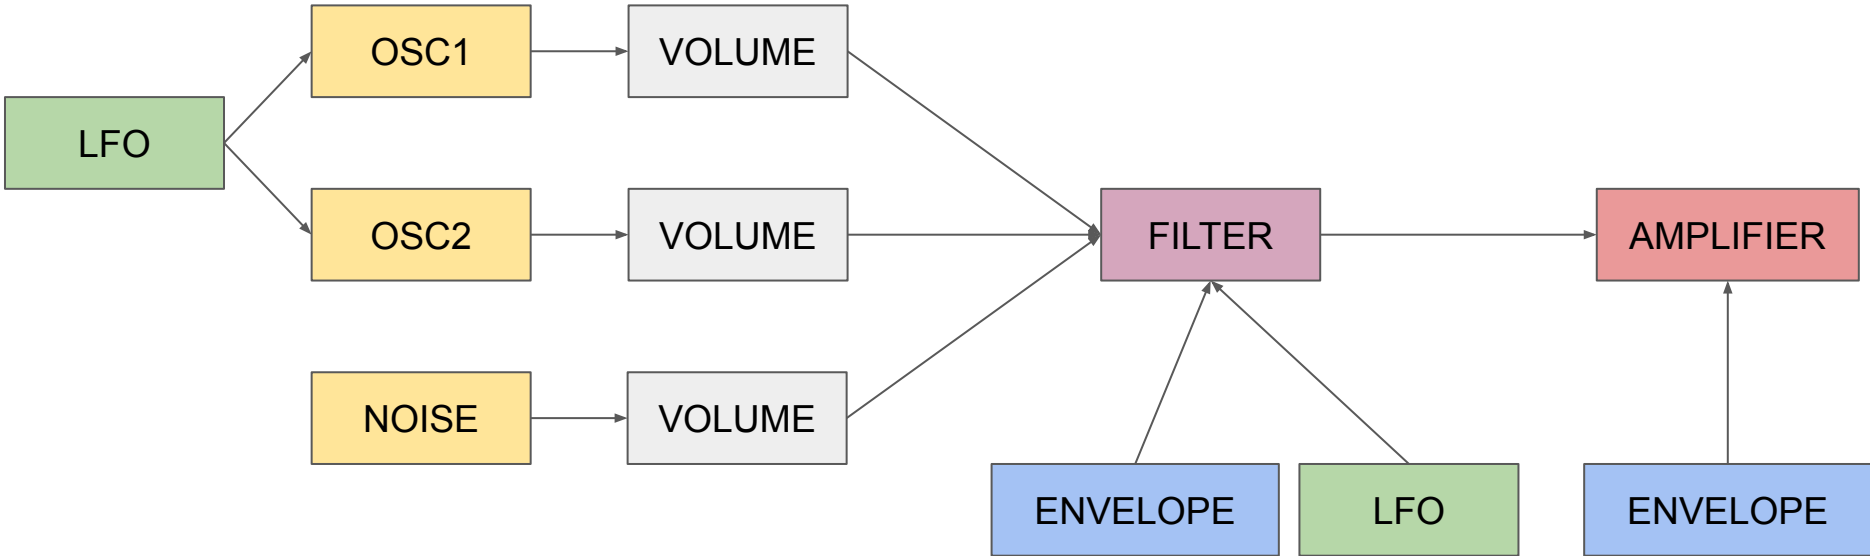 OSC1
VOLUME
LFO
OSC2
VOLUME
FILTER
AMPLIFIER
NOISE
VOLUME
ENVELOPE
LFO
ENVELOPE